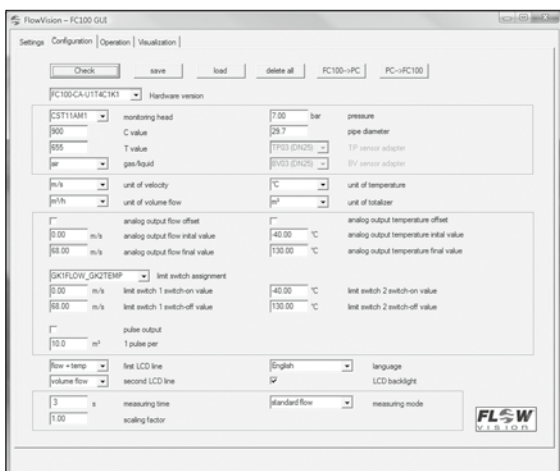 FlowVision – FC100 GUI
Settings Configuration Operation Visualization
Check save load delete all FC100->PC PC->FC100
FC100-CA-U1T4C1K1 Hardware version
CST11AM1 monitoring head 7.00 bar pressure
900 C value 29.7 pipe diameter
655 T value TP03 (DN25) TP sensor adapter
air gas/liquid BV03 (DN25) BV sensor adapter
m/s unit of velocity °C unit of temperature
m³/h unit of volume flow m³ unit of totalizer
analog output flow offset analog output temperature offset
0.00 m/s analog output flow inital value -40.00 °C analog output temperature inital value
68.00 m/s analog output flow final value 130.00 °C analog output temperature final value
GK1FLOW_GK2TEMP limit switch assignment
0.00 m/s limit switch 1 switch-on value -40.00 °C limit switch 2 switch-on value
68.00 m/s limit switch 1 switch-off value 130.00 °C limit switch 2 switch-off value
pulse output
10.0 m³ 1 pulse per
flow + temp first LCD line English language
volume flow second LCD line LCD backlight
3 s measuring time standard flow measuring mode
1.00 scaling factor
FLOW
VISION